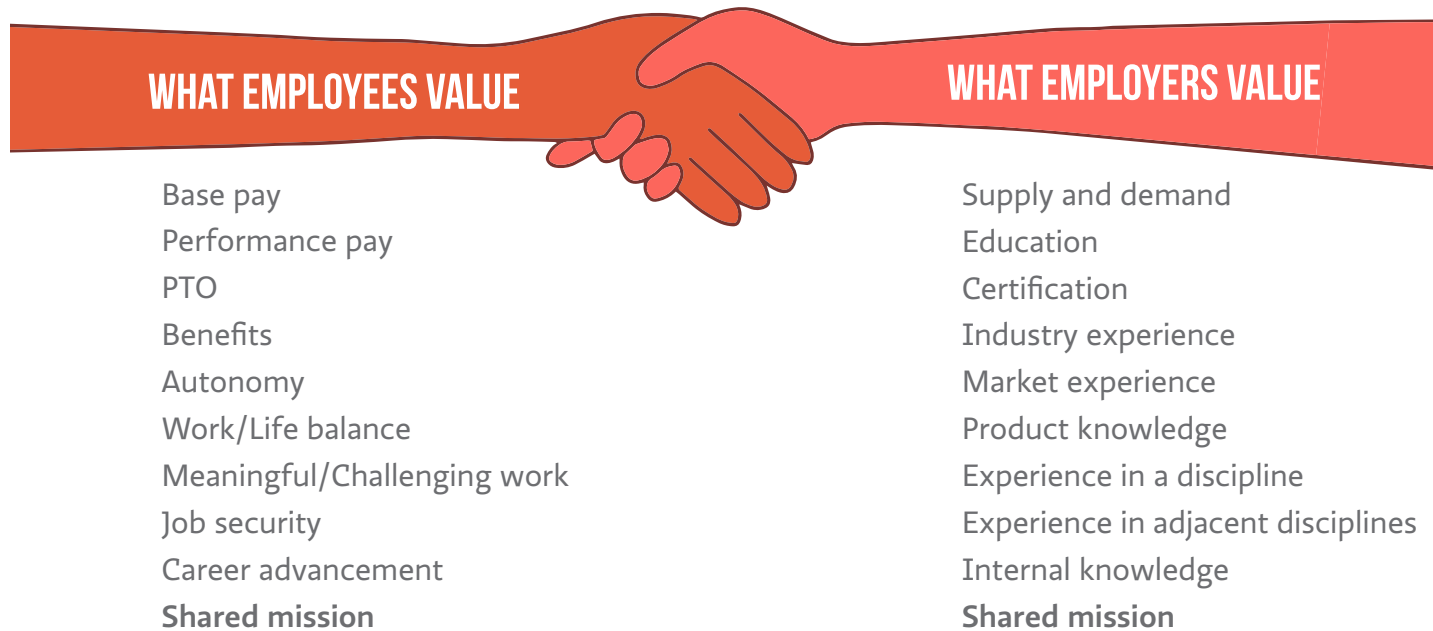 WHAT EMPLOYEES VALUE
Base pay
Performance pay
PTO
Benefits
Autonomy
Work/Life balance
Meaningful/Challenging work
Job security
Career advancement
Shared mission
WHAT EMPLOYERS VALUE
Supply and demand
Education
Certification
Industry experience
Market experience
Product knowledge
Experience in a discipline
Experience in adjacent disciplines
Internal knowledge
Shared mission